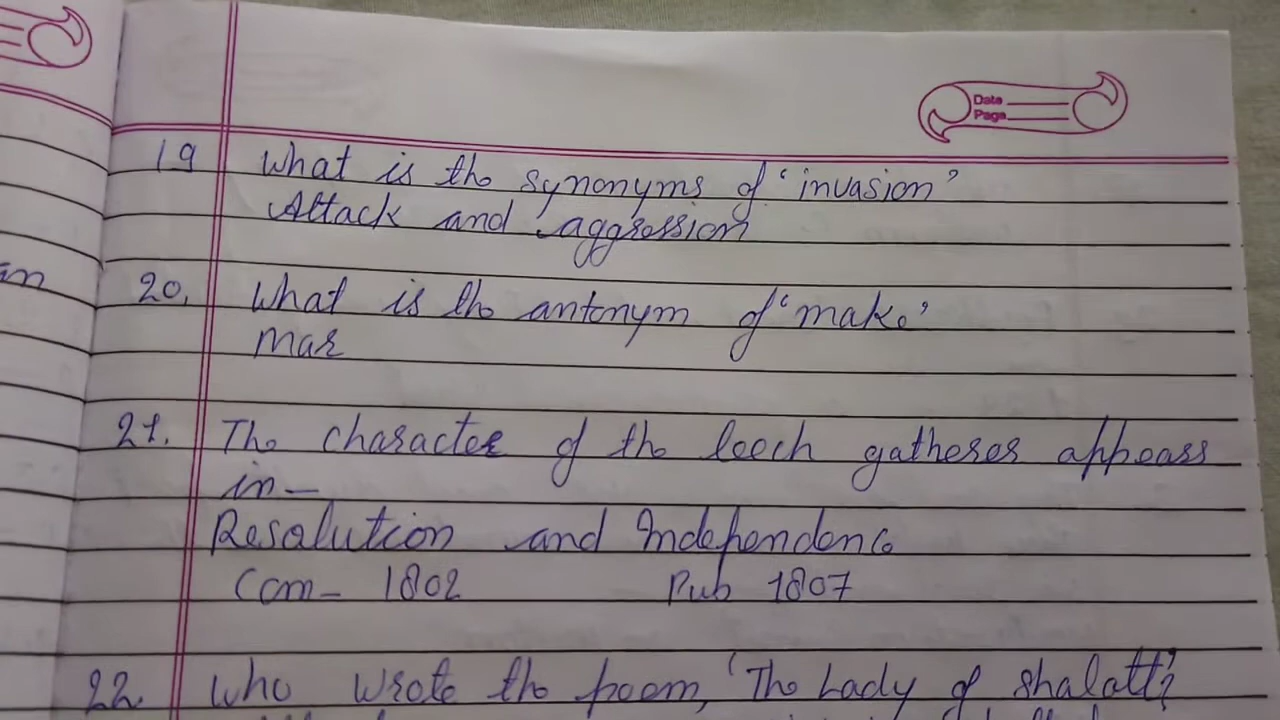 Date
Page
19 What is the synonyms of 'invasion'
Attack and aggression
20. What is the antonym of 'make'
Mar
21. The character of the leech gatherer appears
in-
Resolution and Independence
Com- 1802 Pub 1807
22. Who wrote the poem, 'The Lady of Shalott'?